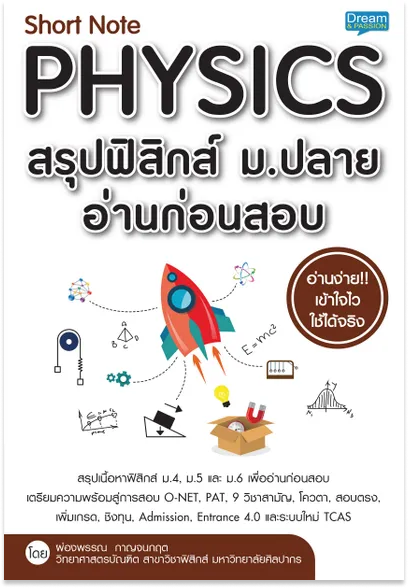 Short Note
Dream
& PASSION
PHYSICS
สรุปฟิสิกส์ ม.ปลาย
อ่านก่อนสอบ
อ่านง่าย!!
เข้าใจไว
ใช้ได้จริง
E=mc²
y
สรุปเนื้อหาฟิสิกส์ ม.4, ม.5 และ ม.6 เพื่ออ่านก่อนสอบ
เตรียมความพร้อมสู่การสอบ O-NET, PAT, 9 วิชาสามัญ, โควตา, สอบตรง,
เพิ่มเกรด, ชิงทุน, Admission, Entrance 4.0 และระบบใหม่ TCAS
โดย
ผ่องพรรณ กาญจนกฤต
วิทยาศาสตรบัณฑิต สาขาวิชาฟิสิกส์ มหาวิทยาลัยศิลปากร